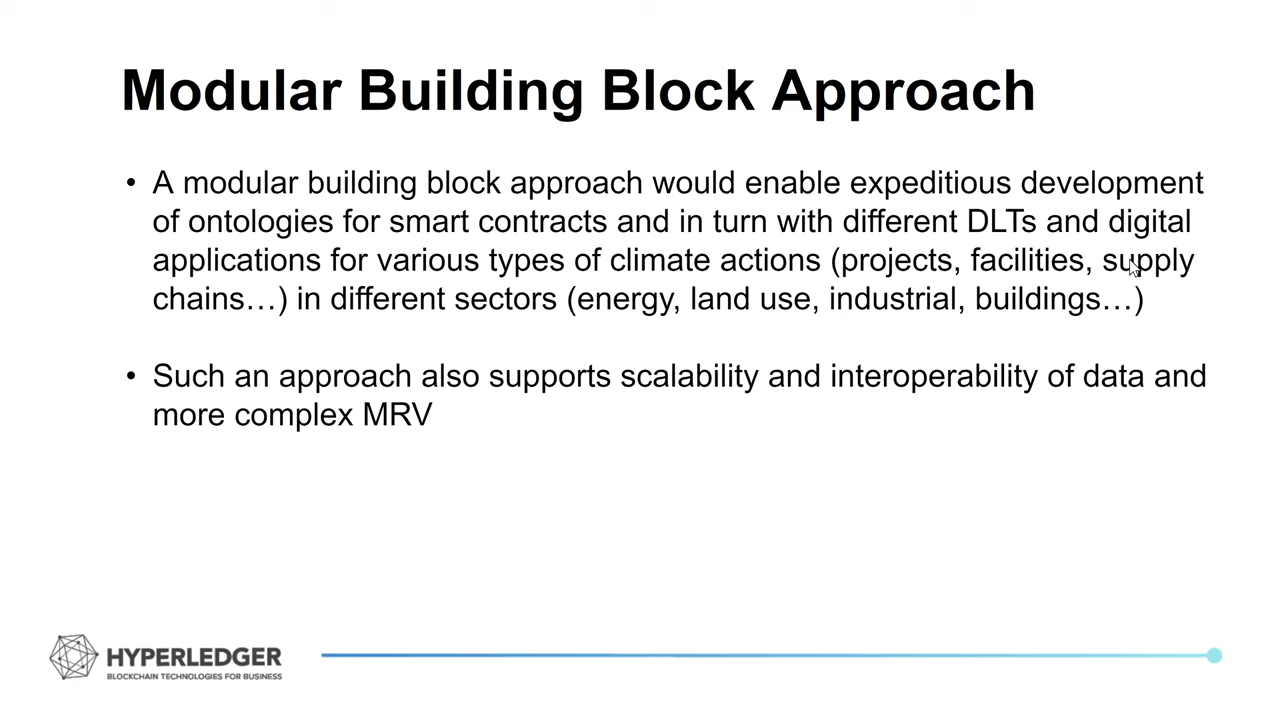 Modular Building Block Approach
• A modular building block approach would enable expeditious development
of ontologies for smart contracts and in turn with different DLTs and digital
applications for various types of climate actions (projects, facilities, supply
chains…) in different sectors (energy, land use, industrial, buildings…)
• Such an approach also supports scalability and interoperability of data and
more complex MRV
HYPERLEDGER
BLOCKCHAIN TECHNOLOGIES FOR BUSINESS